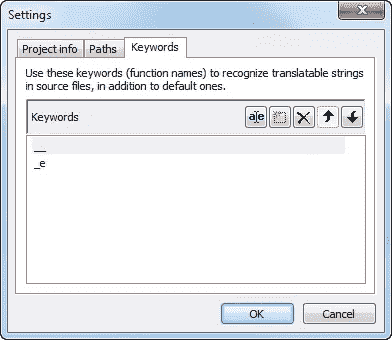 Settings
Project info
Paths
Keywords
Use these keywords (function names) to recognize translatable strings
in source files, in addition to default ones.
Keywords
a|e
__
_e
OK
Cancel